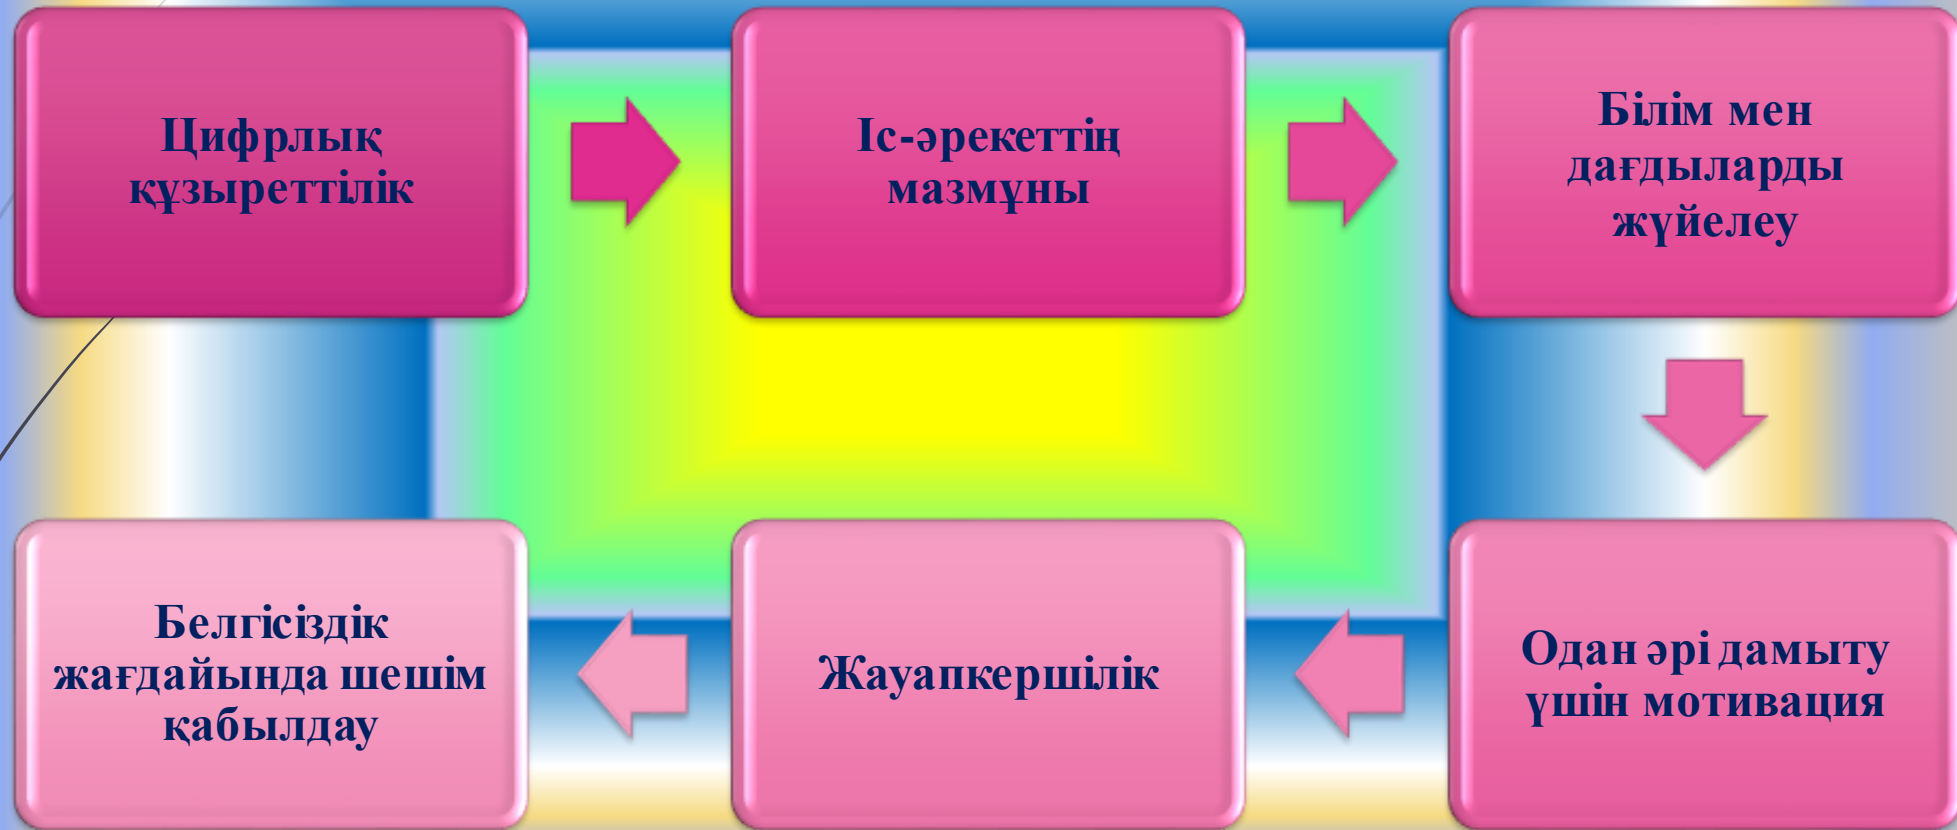 Цифрлық
құзыреттілік
Іс-әрекеттің
мазмұны
Білім мен
дағдыларды
жүйелеу
Одан әрі дамыту
үшін мотивация
Жауапкершілік
Белгісіздік
жағдайында шешім
қабылдау